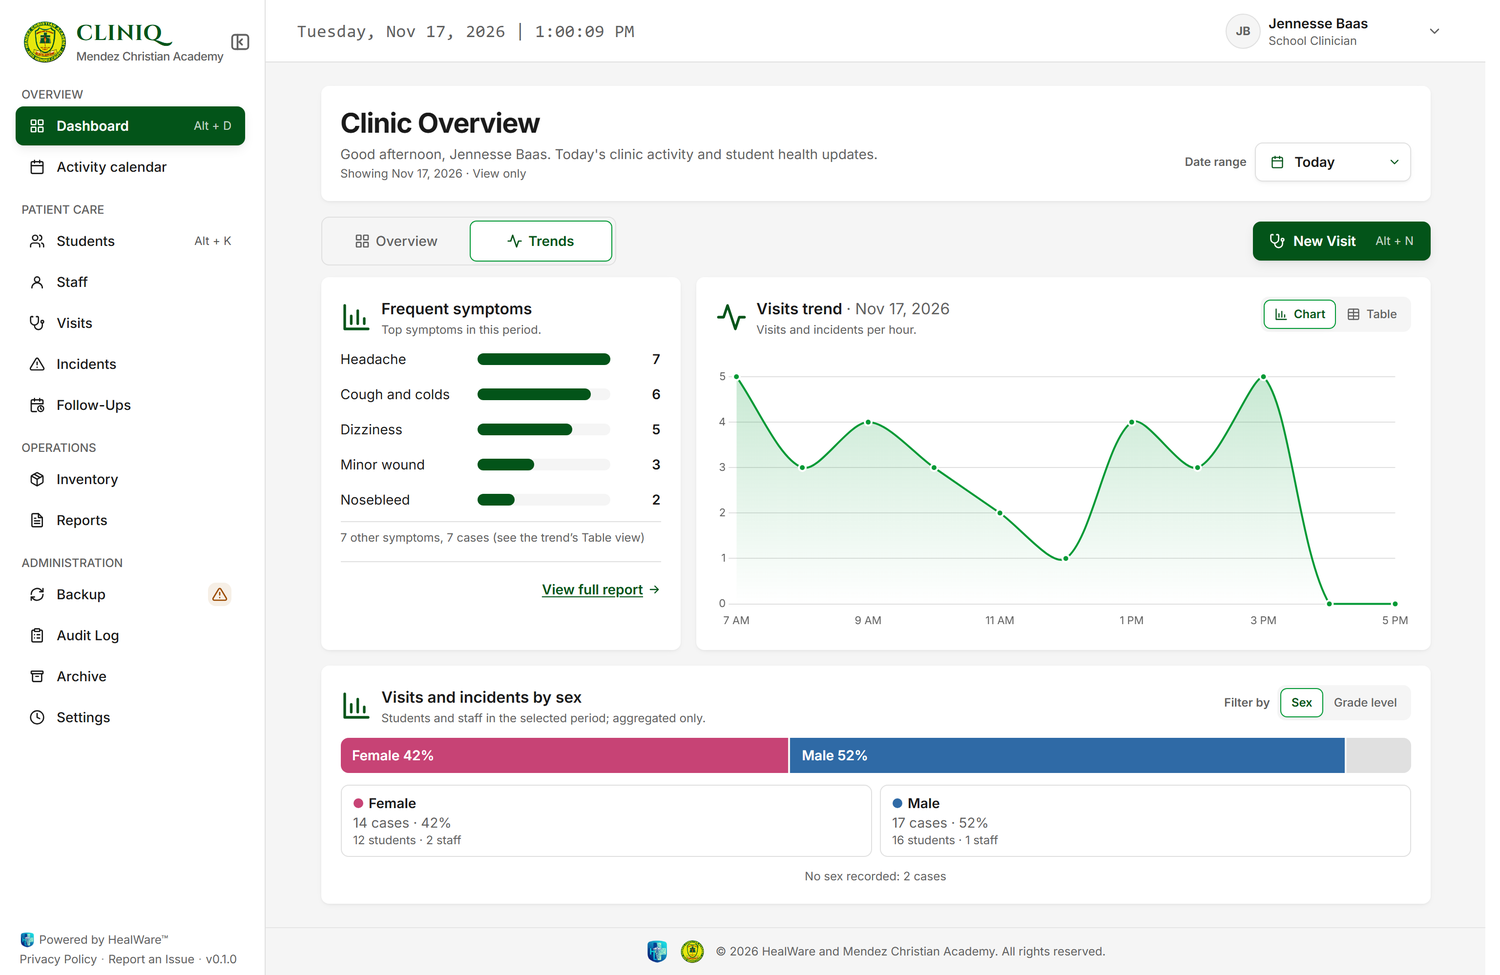 CLINIQ
Mendez Christian Academy
OVERVIEW
Dashboard Alt + D
Activity calendar
PATIENT CARE
Students Alt + K
Staff
Visits
Incidents
Follow-Ups
OPERATIONS
Inventory
Reports
ADMINISTRATION
Backup
Audit Log
Archive
Settings
Powered by HealWare™
Privacy Policy · Report an Issue · v0.1.0
Tuesday, Nov 17, 2026 | 1:00:09 PM
JB
Jennesse Baas
School Clinician
Clinic Overview
Good afternoon, Jennesse Baas. Today's clinic activity and student health updates.
Showing Nov 17, 2026 · View only
Date range Today
Overview Trends
New Visit Alt + N
Frequent symptoms
Top symptoms in this period.
Headache 7
Cough and colds 6
Dizziness 5
Minor wound 3
Nosebleed 2
7 other symptoms, 7 cases (see the trend's Table view)
View full report →
Visits trend · Nov 17, 2026
Visits and incidents per hour.
Chart Table
5
4
3
2
1
0
7 AM 9 AM 11 AM 1 PM 3 PM 5 PM
Visits and incidents by sex
Students and staff in the selected period; aggregated only.
Filter by Sex Grade level
Female 42% Male 52%
Female
14 cases · 42%
12 students · 2 staff
Male
17 cases · 52%
16 students · 1 staff
No sex recorded: 2 cases
© 2026 HealWare and Mendez Christian Academy. All rights reserved.